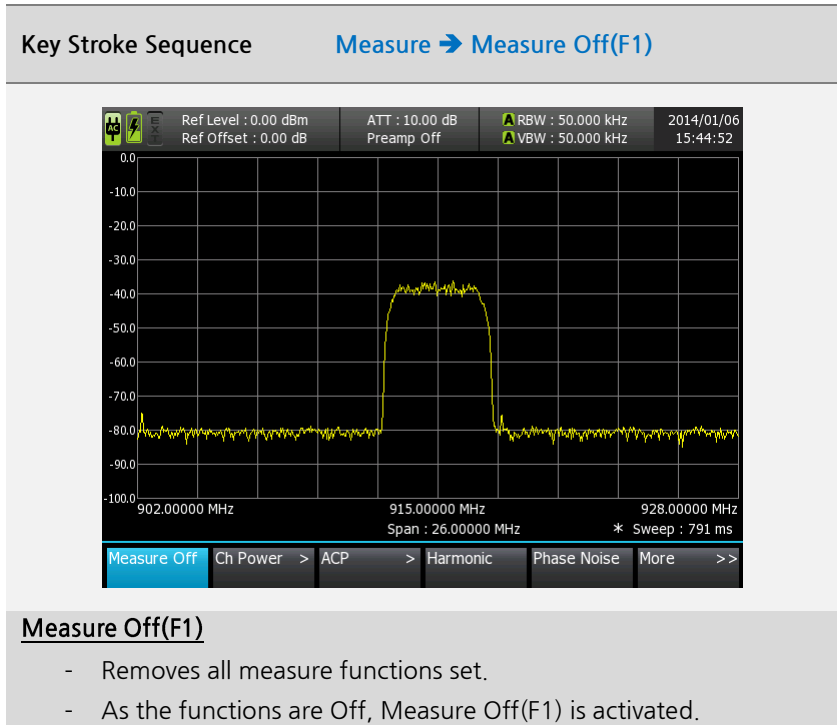 Key Stroke Sequence Measure ➔ Measure Off(F1)
AC EXT Ref Level : 0.00 dBm ATT : 10.00 dB A RBW : 50.000 kHz 2014/01/06
Ref Offset : 0.00 dB Preamp Off A VBW : 50.000 kHz 15:44:52
0.0
-10.0
-20.0
-30.0
-40.0
-50.0
-60.0
-70.0
-80.0
-90.0
-100.0
902.00000 MHz 915.00000 MHz 928.00000 MHz
Span : 26.00000 MHz * Sweep : 791 ms
Measure Off Ch Power > ACP > Harmonic Phase Noise More >>
Measure Off(F1)
- Removes all measure functions set.
- As the functions are Off, Measure Off(F1) is activated.